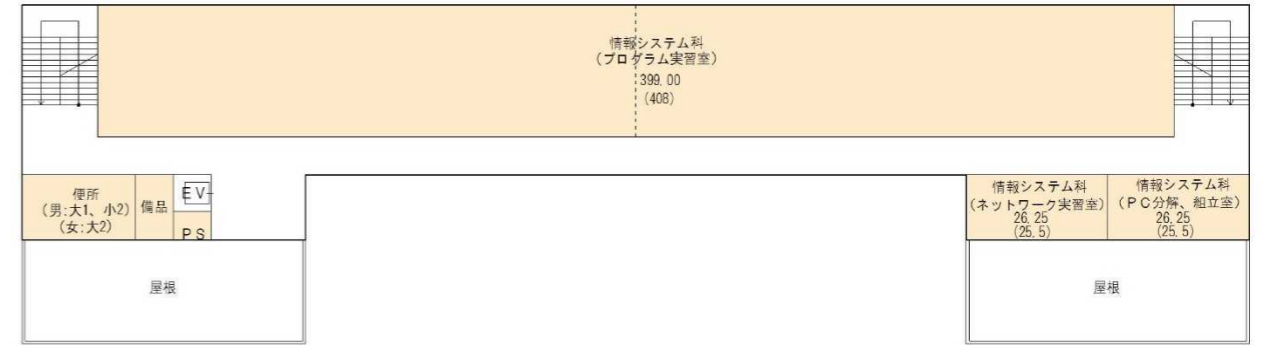 情報システム科
(プログラム実習室)
399.00
(408)
便所
(男:大1、小2)
(女:大2)
備品
EV
PS
情報システム科
(ネットワーク実習室)
26.25
(25.5)
情報システム科
(PC分解、組立室)
26.25
(25.5)
屋根
屋根